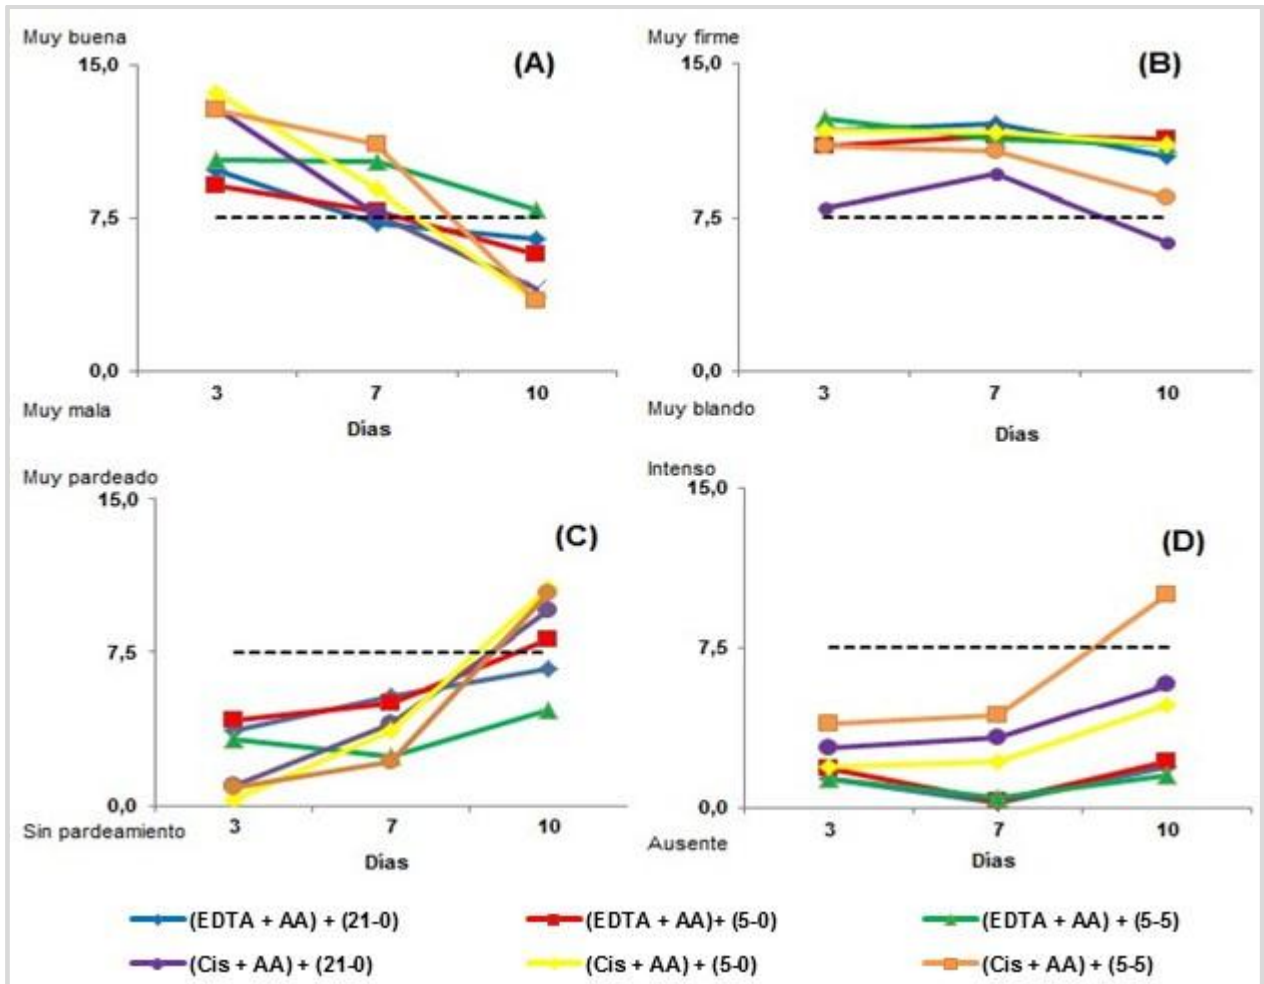 Muy buena
15,0
(A)
7,5
0,0
3 7 10
Muy mala
Días
Muy firme
15,0
(B)
7,5
0,0
3 7 10
Muy blando
Días
Muy pardeado
15,0
(C)
7,5
0,0
3 7 10
Sin pardeamiento
Días
Intenso
15,0
(D)
7,5
0,0
3 7 10
Ausente
Días
(EDTA + AA) + (21-0)
(EDTA + AA)+ (5-0)
(EDTA + AA) + (5-5)
(Cis + AA) + (21-0)
(Cis + AA) + (5-0)
(Cis + AA) + (5-5)